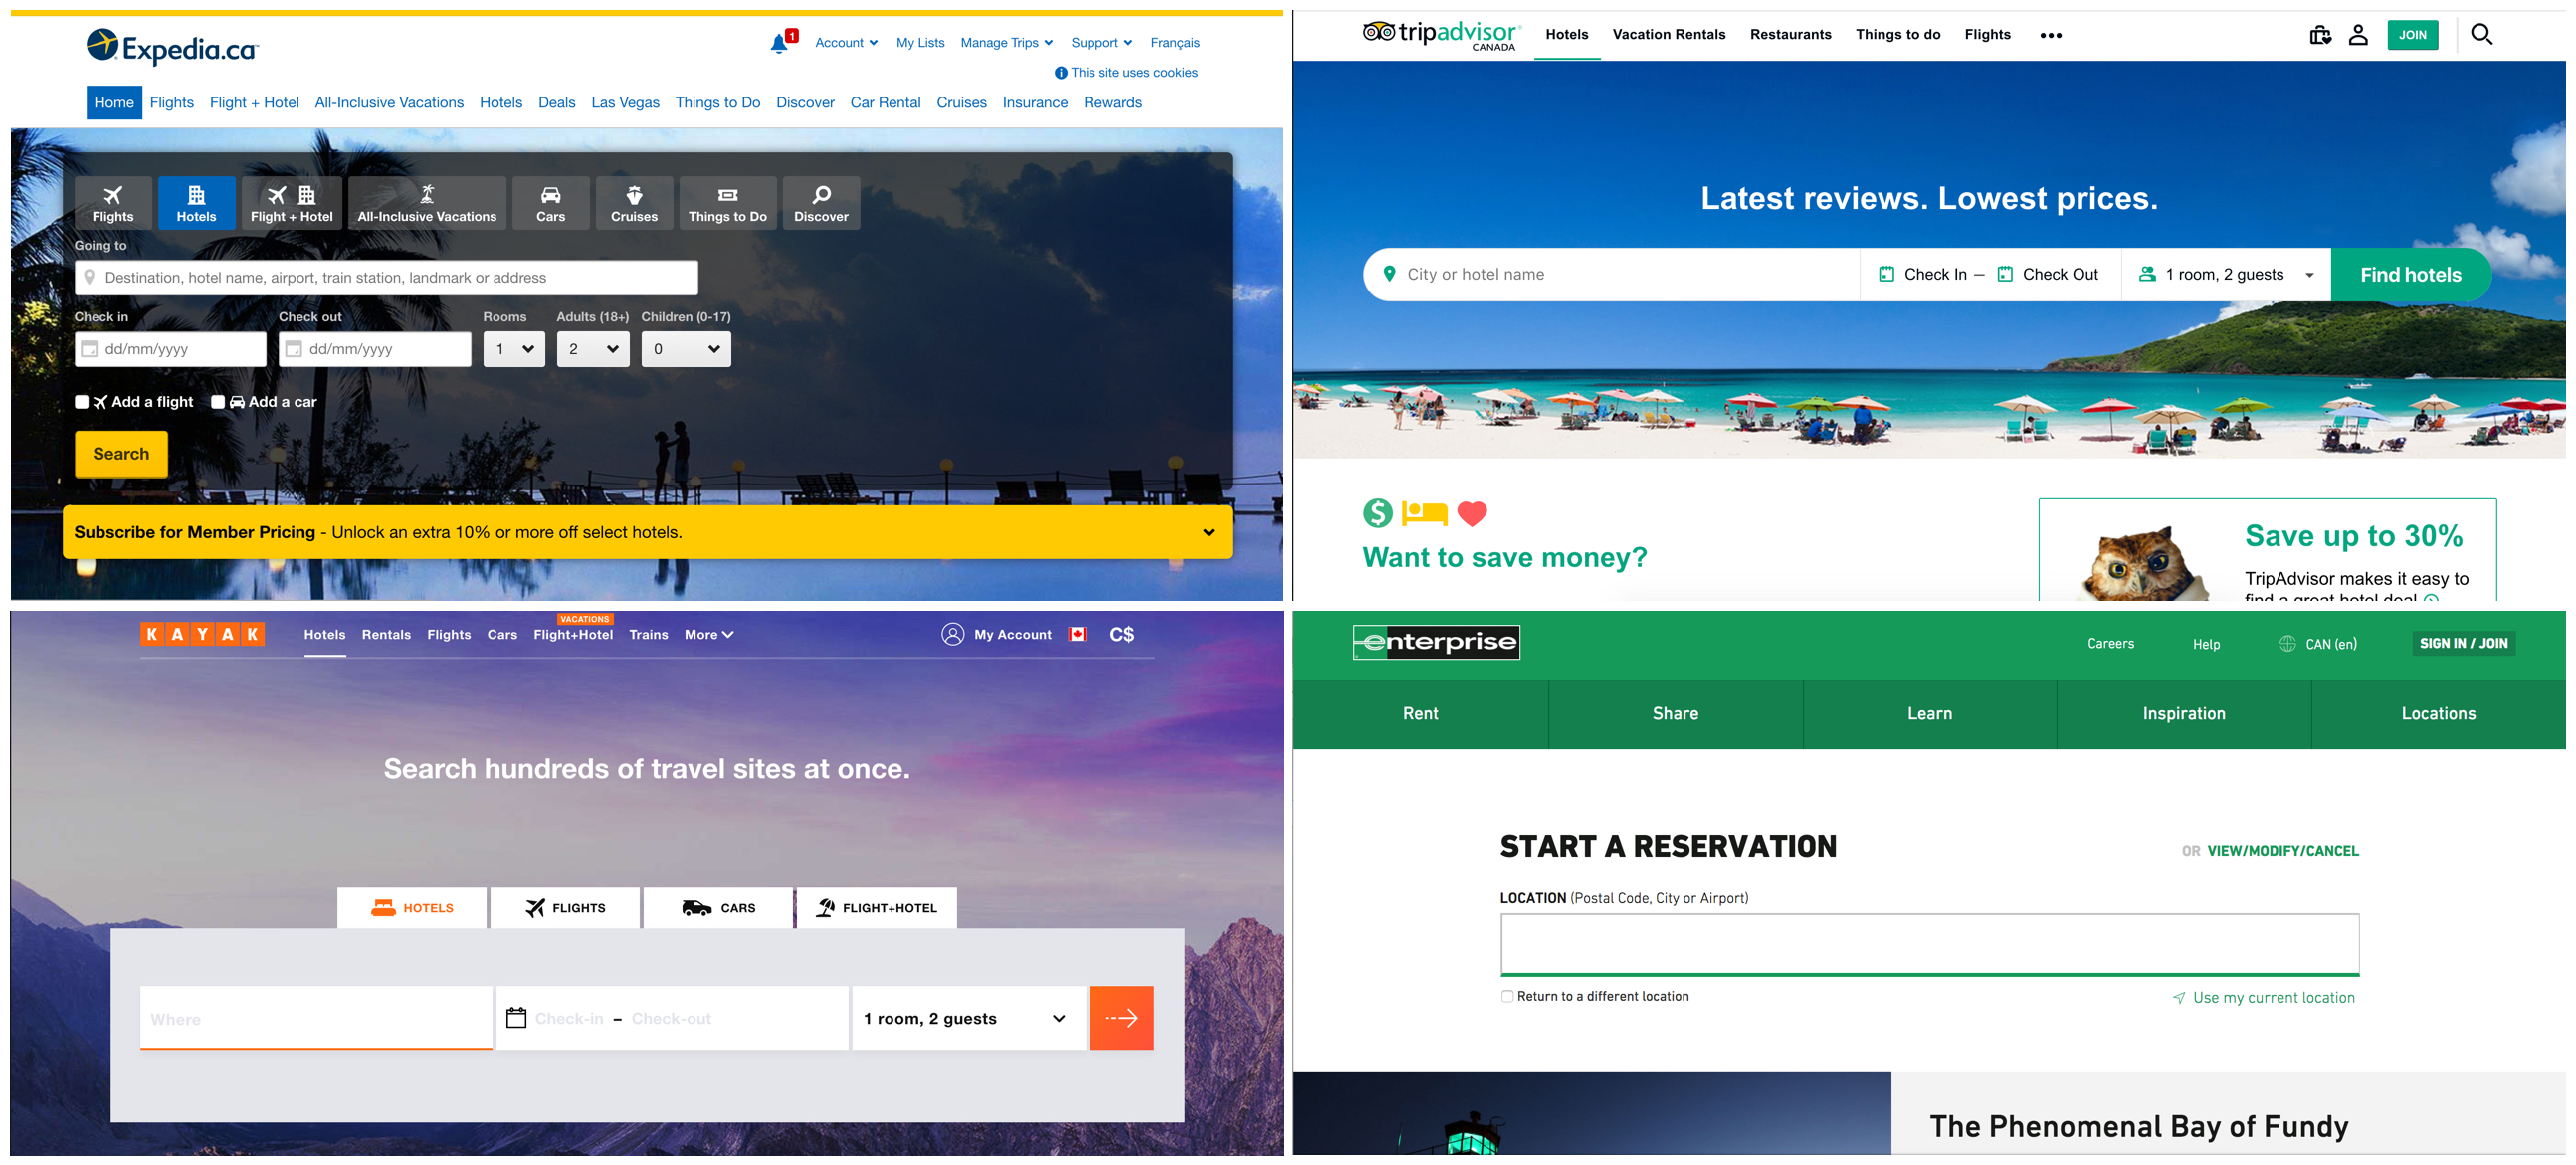 Expedia.ca
1
Account
My Lists
Manage Trips
Support
Français
This site uses cookies
Home Flights Flight + Hotel All-Inclusive Vacations Hotels Deals Las Vegas Things to Do Discover Car Rental Cruises Insurance Rewards
Flights Hotels Flight + Hotel All-Inclusive Vacations Cars Cruises Things to Do Discover
Going to
Destination, hotel name, airport, train station, landmark or address
Check in Check out Rooms Adults (18+) Children (0-17)
dd/mm/yyyy dd/mm/yyyy 1 2 0
Add a flight Add a car
Search
Subscribe for Member Pricing - Unlock an extra 10% or more off select hotels.
tripadvisor
CANADA
Hotels Vacation Rentals Restaurants Things to do Flights
JOIN
Latest reviews. Lowest prices.
City or hotel name Check In — Check Out 1 room, 2 guests Find hotels
$
Want to save money?
Save up to 30%
TripAdvisor makes it easy to
find a great hotel deal
KAYAK
VACATIONS
Hotels Rentals Flights Cars Flight+Hotel Trains More My Account C$
Search hundreds of travel sites at once.
HOTELS FLIGHTS CARS FLIGHT+HOTEL
Where Check-in – Check-out 1 room, 2 guests
enterprise
Careers Help CAN (en) SIGN IN / JOIN
Rent Share Learn Inspiration Locations
START A RESERVATION
OR VIEW/MODIFY/CANCEL
LOCATION (Postal Code, City or Airport)
Return to a different location
Use my current location
The Phenomenal Bay of Fundy